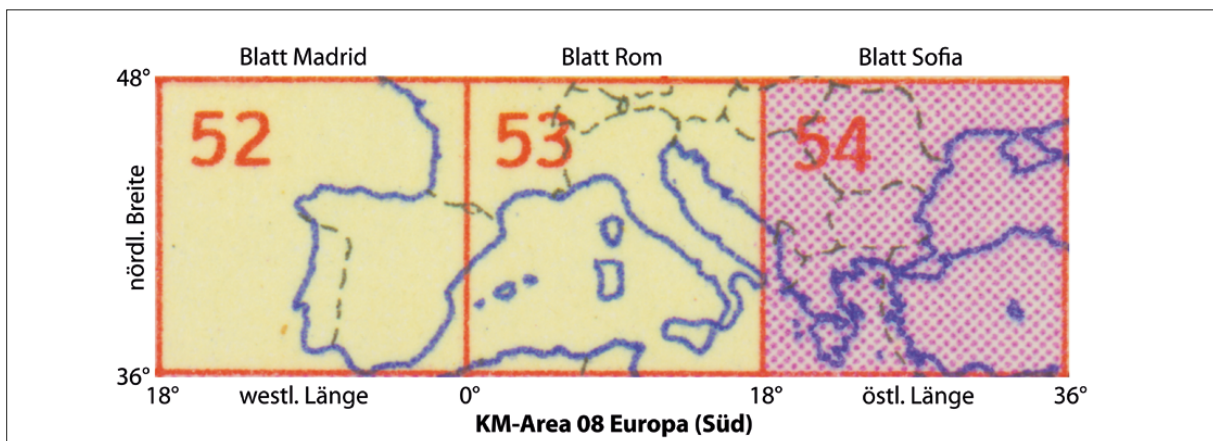 Blatt Madrid Blatt Rom Blatt Sofia
48°
52 53 54
nördl. Breite
36°
18° westl. Länge 0° 18° östl. Länge 36°
KM-Area 08 Europa (Süd)